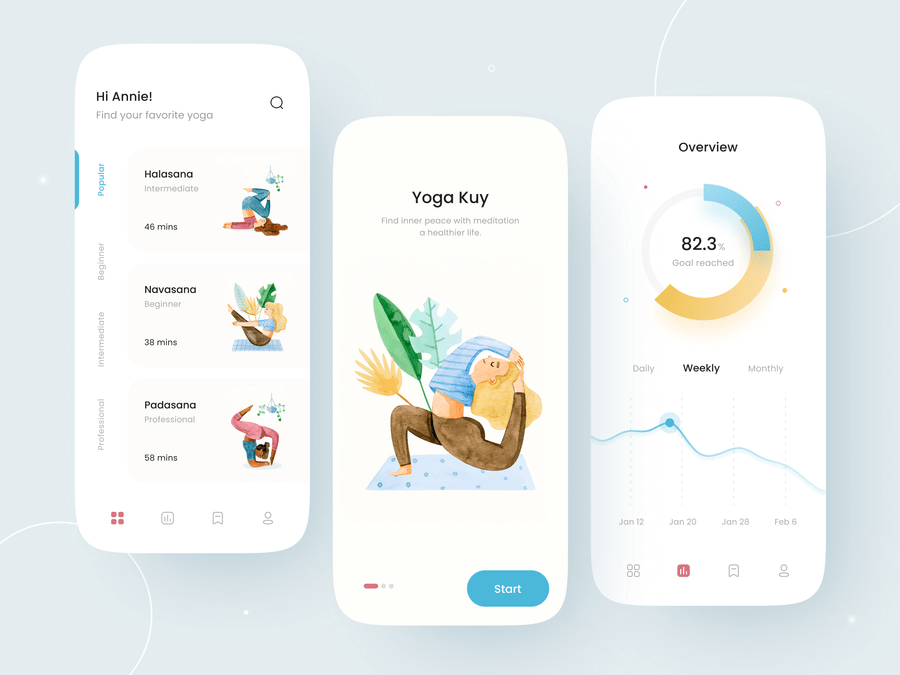 Hi Annie!
Find your favorite yoga
Popular
Beginner
Intermediate
Professional
Halasana
Intermediate
46 mins
Navasana
Beginner
38 mins
Padasana
Professional
58 mins
Yoga Kuy
Find inner peace with meditation
a healthier life.
Start
Overview
82.3%
Goal reached
Daily Weekly Monthly
Jan 12 Jan 20 Jan 28 Feb 6